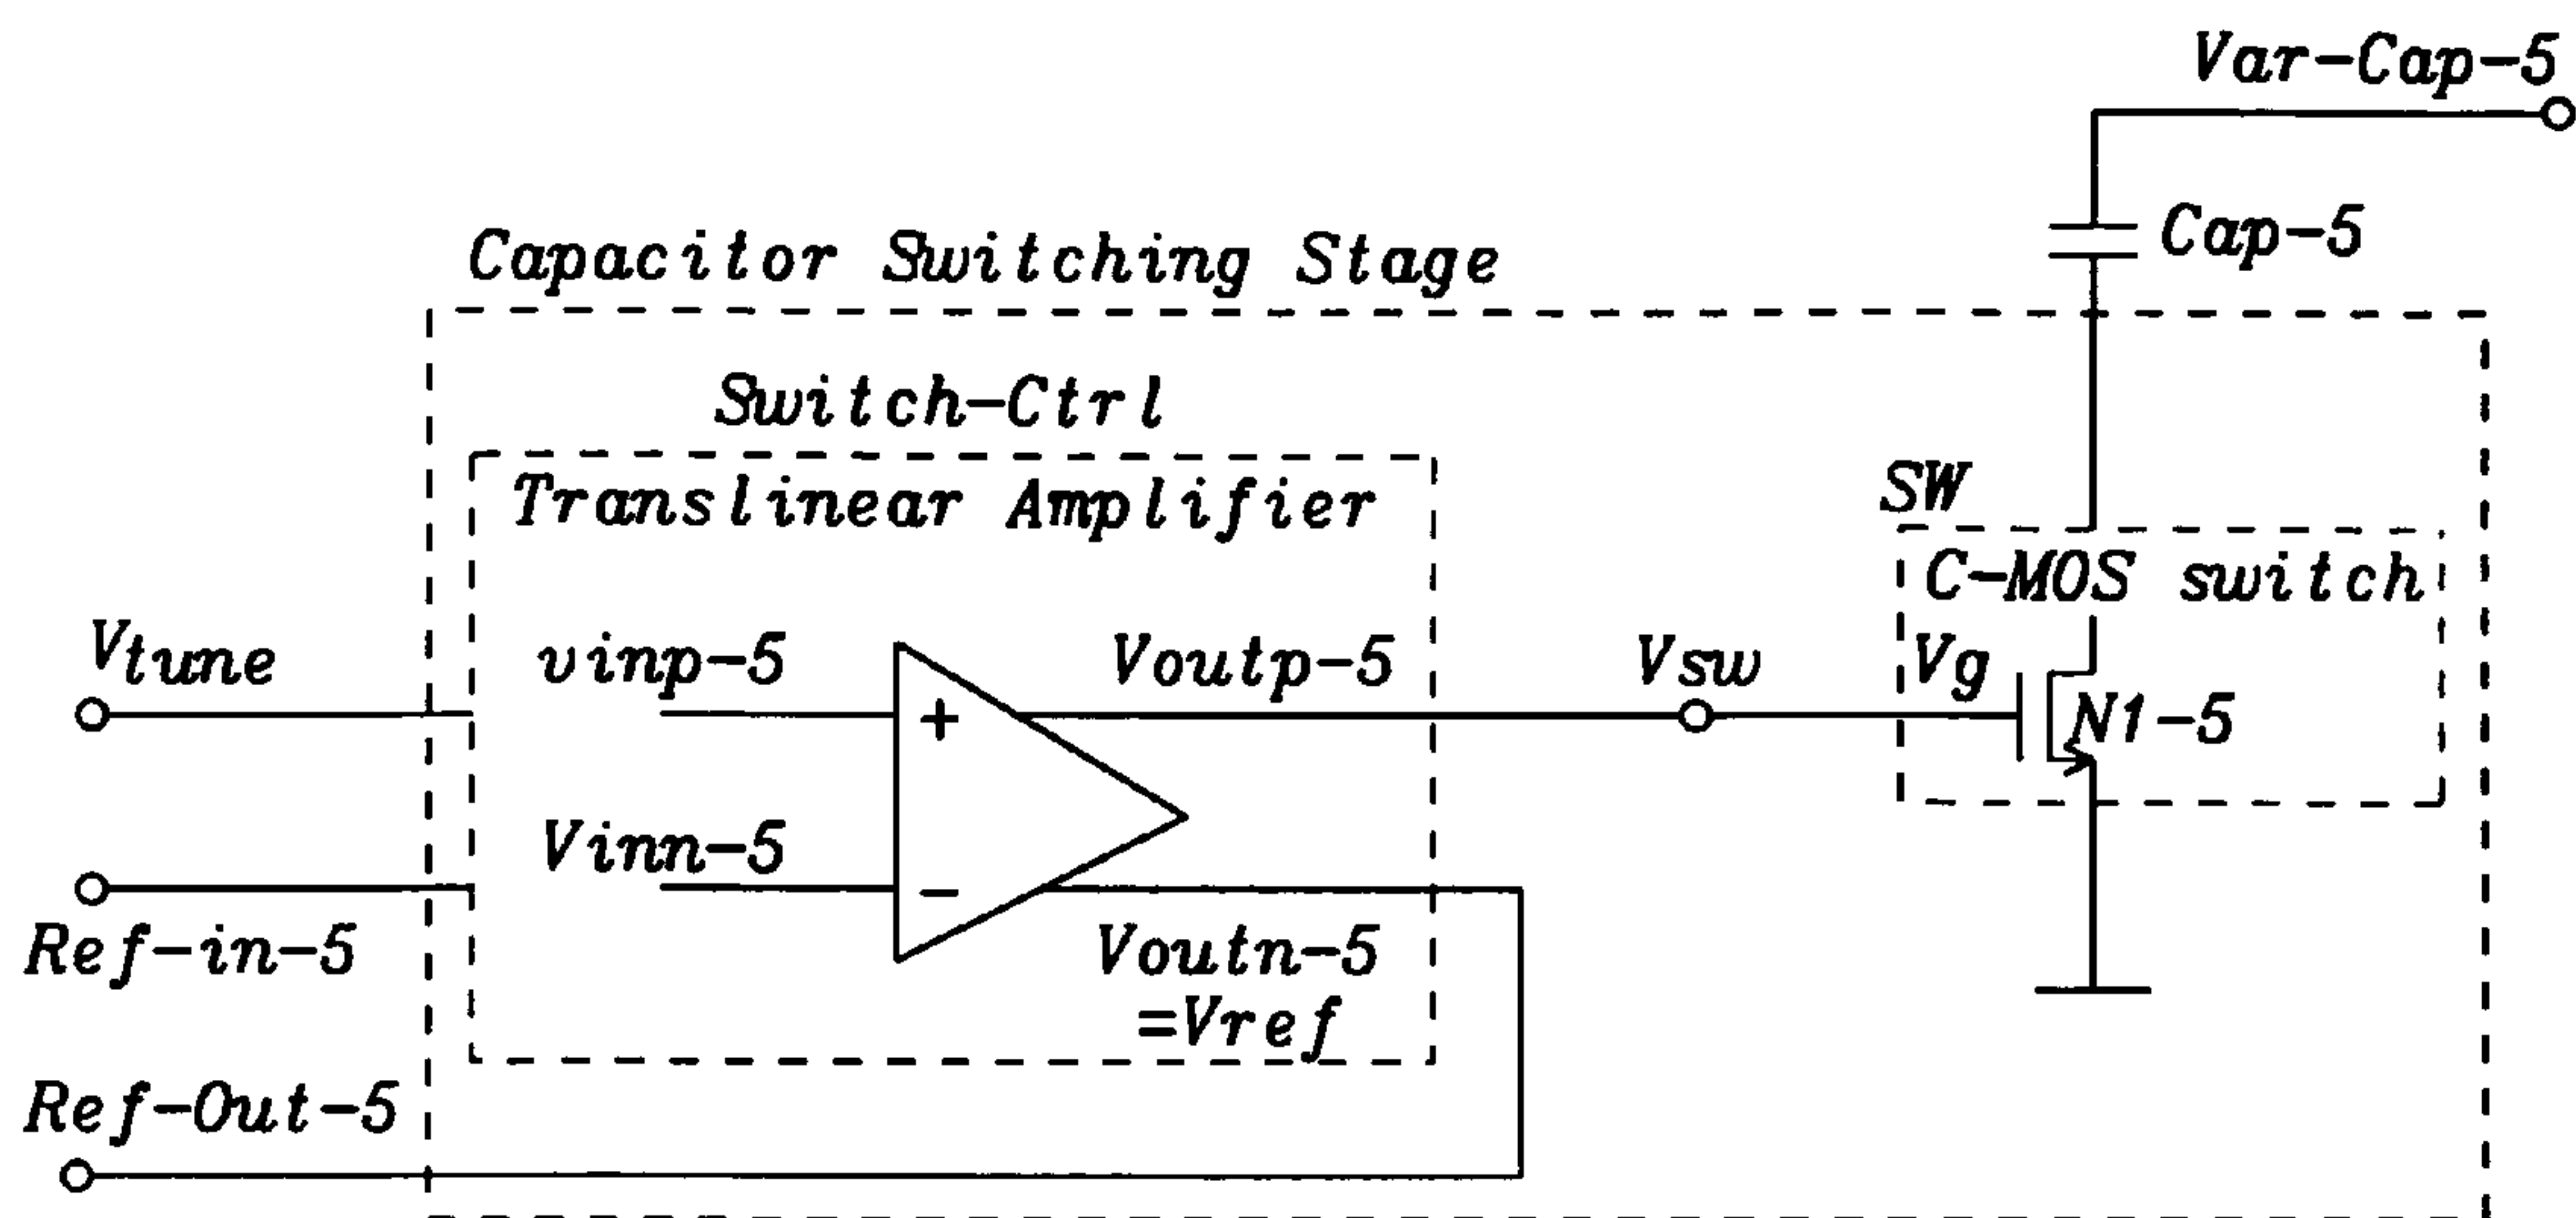 Var-Cap-5
Cap-5
Capacitor Switching Stage
Switch-Ctrl
Translinear Amplifier
SW
C-MOS switch
Vtune
vinp-5
+
Voutp-5
Vsw
Vg
N1-5
Vinn-5
-
Ref-in-5
Voutn-5
=Vref
Ref-Out-5